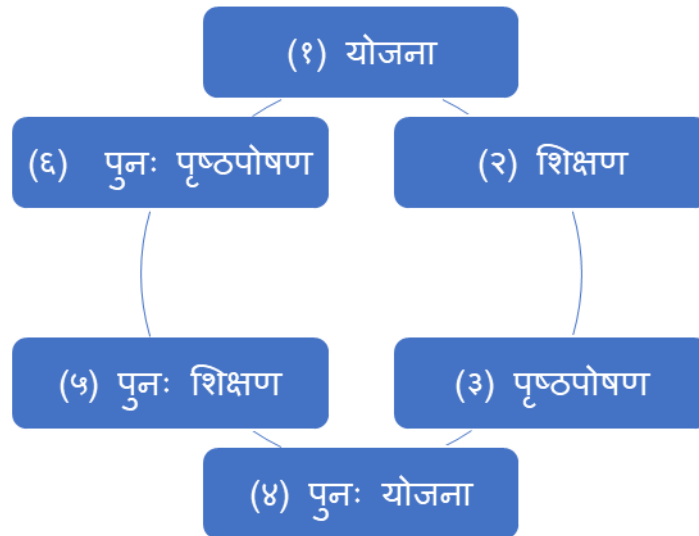 (१) योजना
(२) शिक्षण
(३) पृष्ठपोषण
(४) पुनः योजना
(५) पुनः शिक्षण
(६) पुनः पृष्ठपोषण